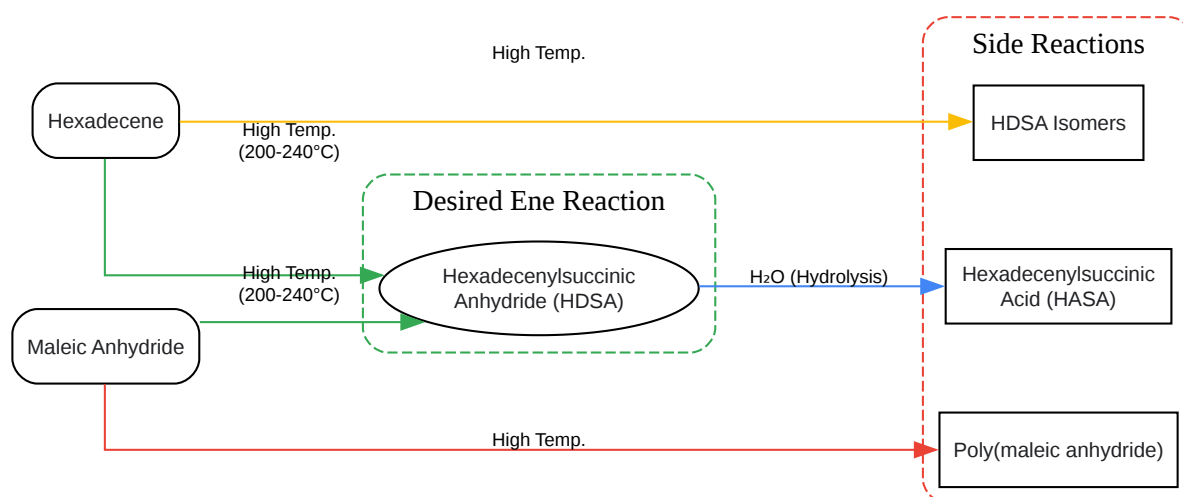 High Temp.
Side Reactions
Hexadecene
High Temp.
(200-240°C)
HDSA Isomers
Desired Ene Reaction
High Temp.
(200-240°C)
Hexadecenylsuccinic
Anhydride (HDSA)
H₂O (Hydrolysis)
Hexadecenylsuccinic
Acid (HASA)
Maleic Anhydride
High Temp.
Poly(maleic anhydride)